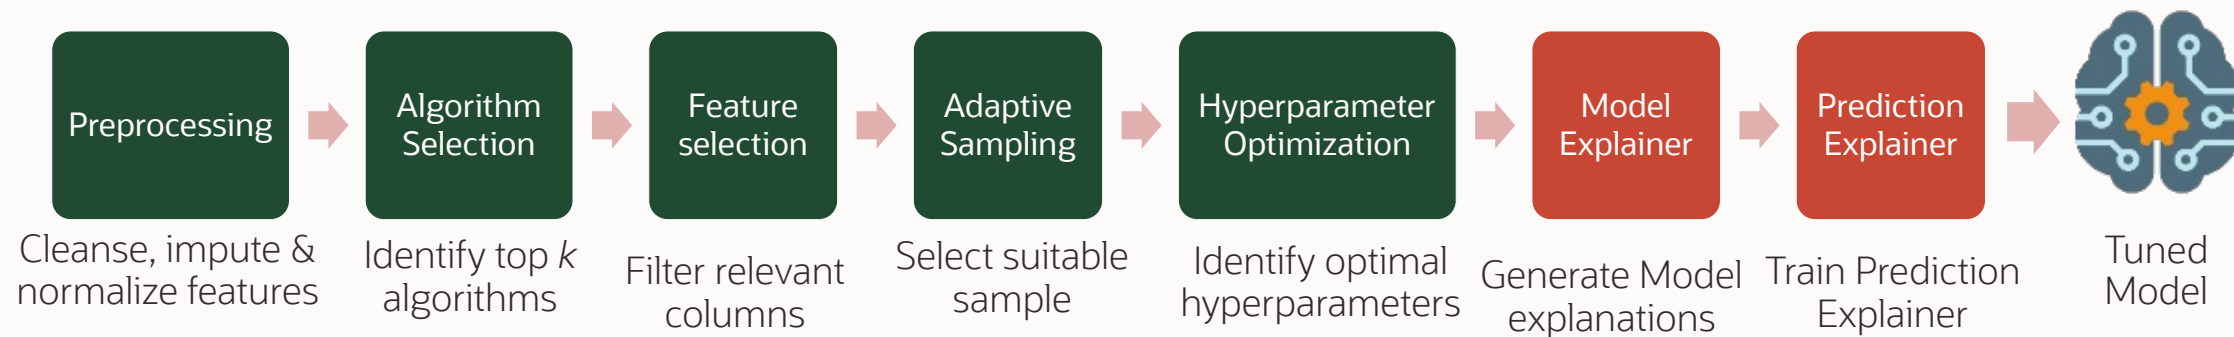 Preprocessing
Algorithm
Selection
Feature
selection
Adaptive
Sampling
Hyperparameter
Optimization
Model
Explainer
Prediction
Explainer
Cleanse, impute &
normalize features
Identify top k
algorithms
Filter relevant
columns
Select suitable
sample
Identify optimal
hyperparameters
Generate Model
explanations
Train Prediction
Explainer
Tuned
Model